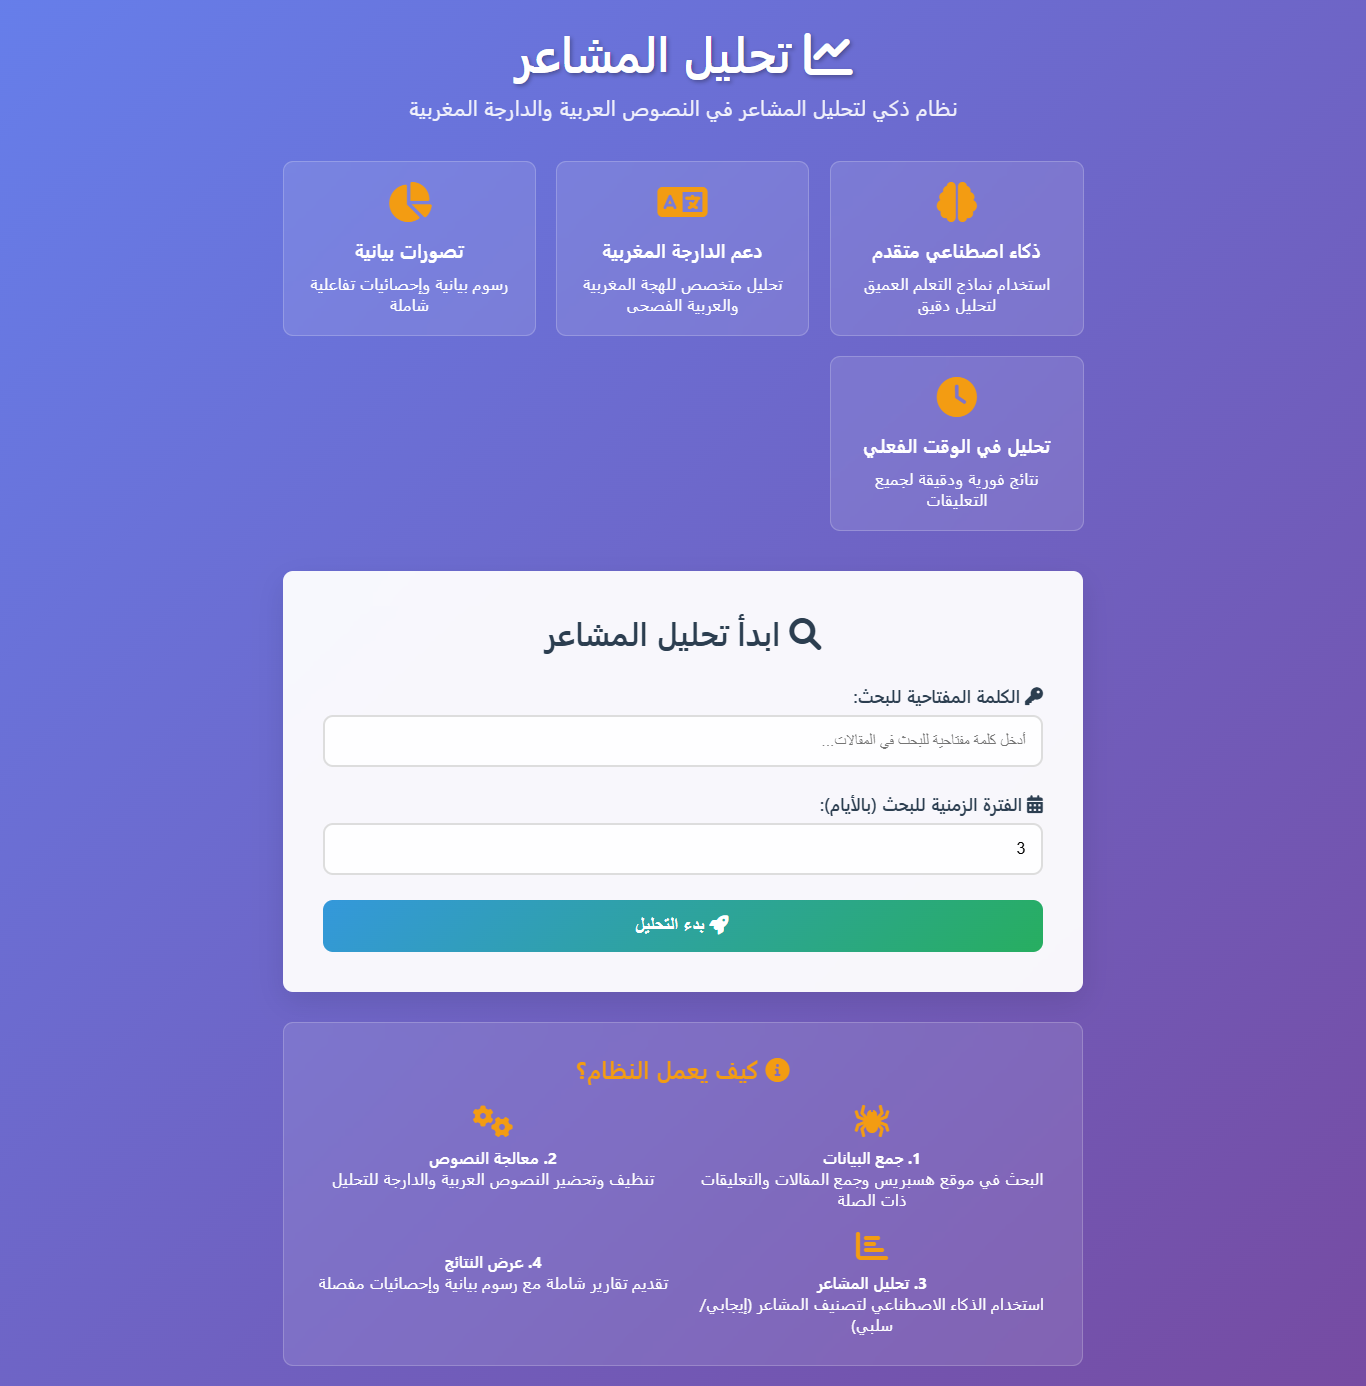 تحليل المشاعر
نظام ذكي لتحليل المشاعر في النصوص العربية والدارجة المغربية
ذكاء اصطناعي متقدم
استخدام نماذج التعلم العميق
لتحليل دقيق
دعم الدارجة المغربية
تحليل متخصص للهجة المغربية
والعربية الفصحى
تصورات بيانية
رسوم بيانية وإحصائيات تفاعلية
شاملة
تحليل في الوقت الفعلي
نتائج فورية ودقيقة لجميع
التعليقات
ابدأ تحليل المشاعر
الكلمة المفتاحية للبحث:
أدخل كلمة مفتاحية للبحث في المقالات...
الفترة الزمنية للبحث (بالأيام):
3
بدء التحليل
كيف يعمل النظام؟
1. جمع البيانات
البحث في موقع هسبريس وجمع المقالات والتعليقات
ذات الصلة
2. معالجة النصوص
تنظيف وتحضير النصوص العربية والدارجة للتحليل
3. تحليل المشاعر
استخدام الذكاء الاصطناعي لتصنيف المشاعر (إيجابي/
سلبي)
4. عرض النتائج
تقديم تقارير شاملة مع رسوم بيانية وإحصائيات مفصلة